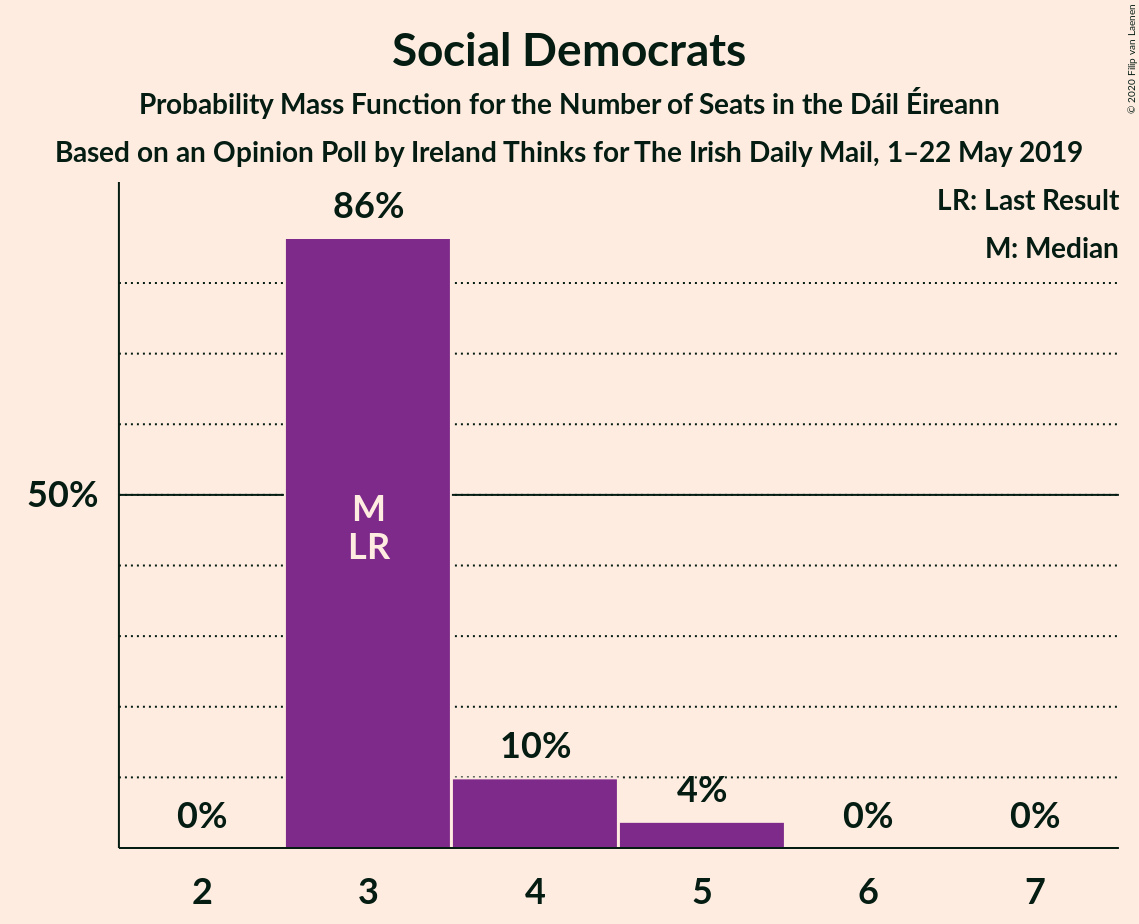 Social Democrats
Probability Mass Function for the Number of Seats in the Dáil Éireann
Based on an Opinion Poll by Ireland Thinks for The Irish Daily Mail, 1–22 May 2019
© 2020 Filip van Laenen
LR: Last Result
M: Median
86%
50%
M
LR
10%
4%
0%
0%
0%
2
3
4
5
6
7